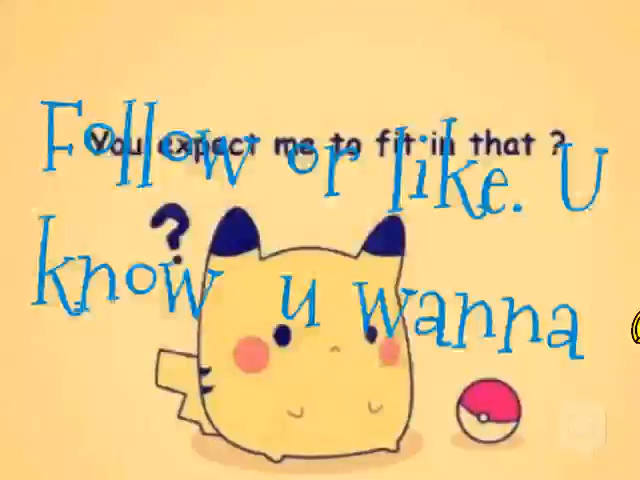 You expect me to fit in that ?
Follow or like. U
know u wanna
?